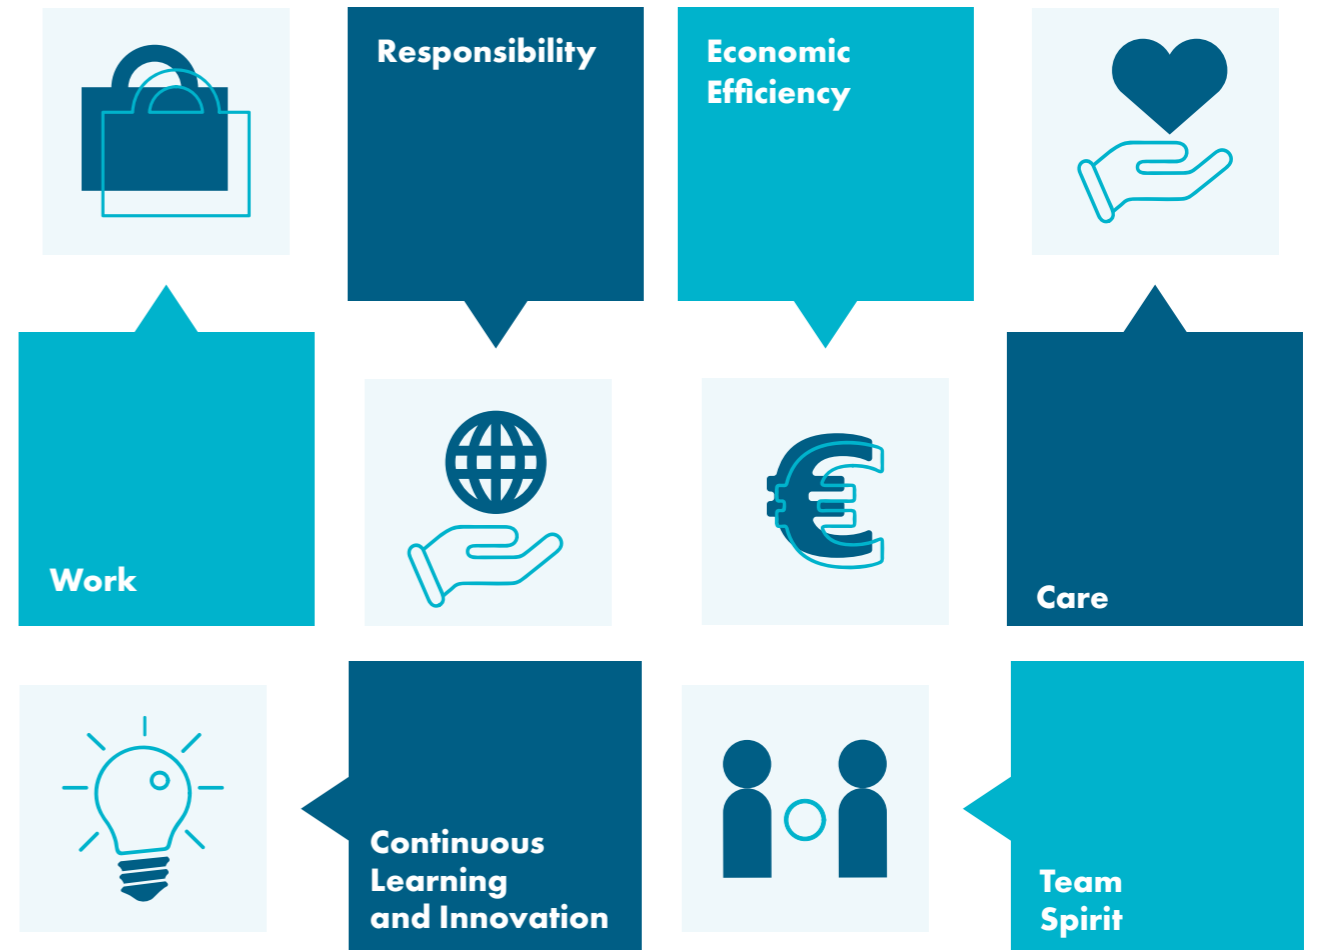 Responsibility
Economic
Efficiency
Work
Care
Continuous
Learning
and Innovation
Team
Spirit